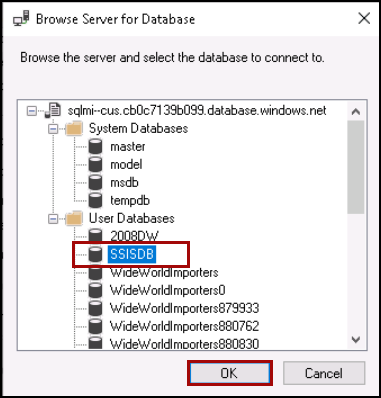 Browse Server for Database
Browse the server and select the database to connect to.
sqlmi--cus.cb0c7139b099.database.windows.net
System Databases
master
model
msdb
tempdb
User Databases
2008DW
SSISDB
WideWorldImporters
WideWorldImporters0
WideWorldImporters879933
WideWorldImporters880762
WideWorldImporters880830
OK Cancel